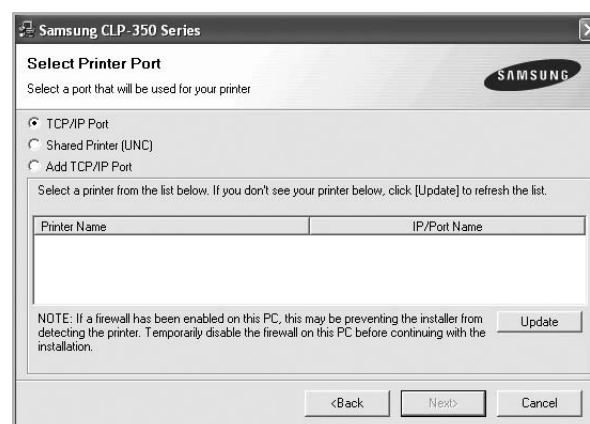 Samsung CLP-350 Series
Select Printer Port
Select a port that will be used for your printer
SAMSUNG
TCP/IP Port
Shared Printer (UNC)
Add TCP/IP Port
Select a printer from the list below. If you don't see your printer below, click [Update] to refresh the list.
Printer Name IP/Port Name
NOTE: If a firewall has been enabled on this PC, this may be preventing the installer from
detecting the printer. Temporarily disable the firewall on this PC before continuing with the
installation.
Update
<Back Next> Cancel